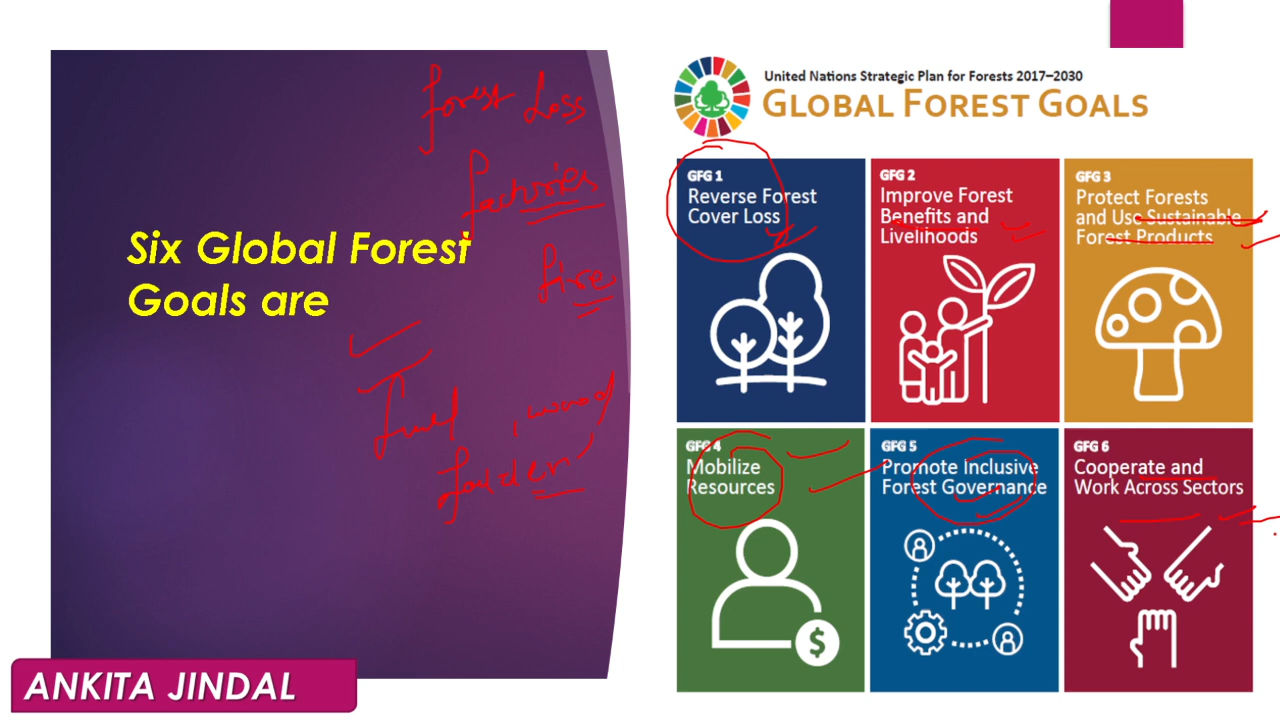 Six Global Forest
Goals are
forest Loss
factories
fire
fuel
, wood
fodder,
ANKITA JINDAL
United Nations Strategic Plan for Forests 2017–2030
GLOBAL FOREST GOALS
GFG 1
Reverse Forest
Cover Loss
GFG 2
Improve Forest
Benefits and
Livelihoods
GFG 3
Protect Forests
and Use Sustainable
Forest Products
GFG 4
Mobilize
Resources
$
GFG 5
Promote Inclusive
Forest Governance
GFG 6
Cooperate and
Work Across Sectors